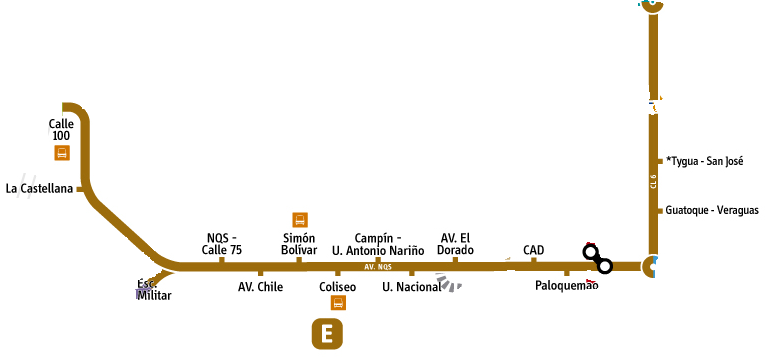 Calle
100
La Castellana
Esc.
Militar
NQS -
Calle 75
AV. Chile
Simón
Bolívar
Coliseo
Campín -
U. Antonio Nariño
U. Nacional
AV. El
Dorado
AV. NQS
CAD
Paloquemao
*Tygua - San José
CL 6
Guatoque - Veraguas
E